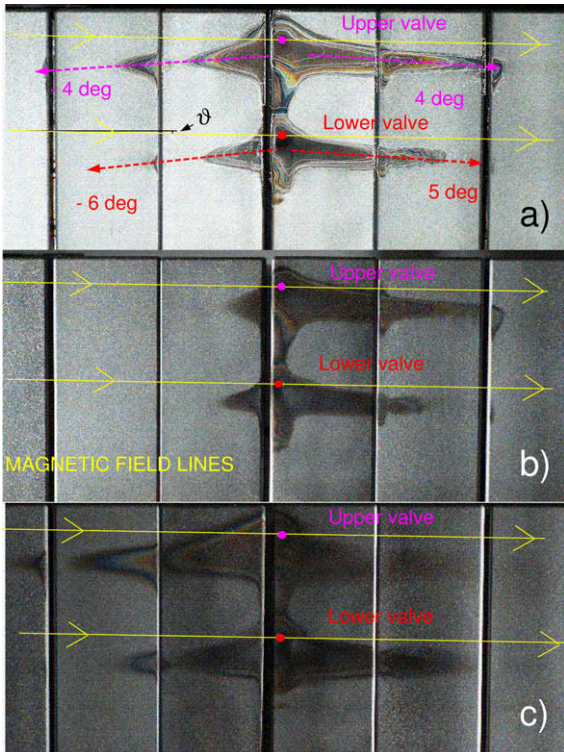 Upper valve
- 4 deg
4 deg
ϑ
Lower valve
- 6 deg
5 deg
a)
Upper valve
Lower valve
MAGNETIC FIELD LINES
b)
Upper valve
Lower valve
c)